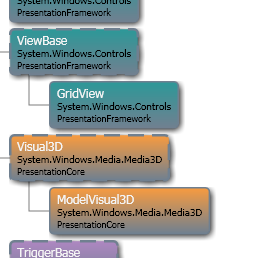 System.Windows.Controls
PresentationFramework
ViewBase
System.Windows.Controls
PresentationFramework
GridView
System.Windows.Controls
PresentationFramework
Visual3D
System.Windows.Media.Media3D
PresentationCore
ModelVisual3D
System.Windows.Media.Media3D
PresentationCore
TriggerBase